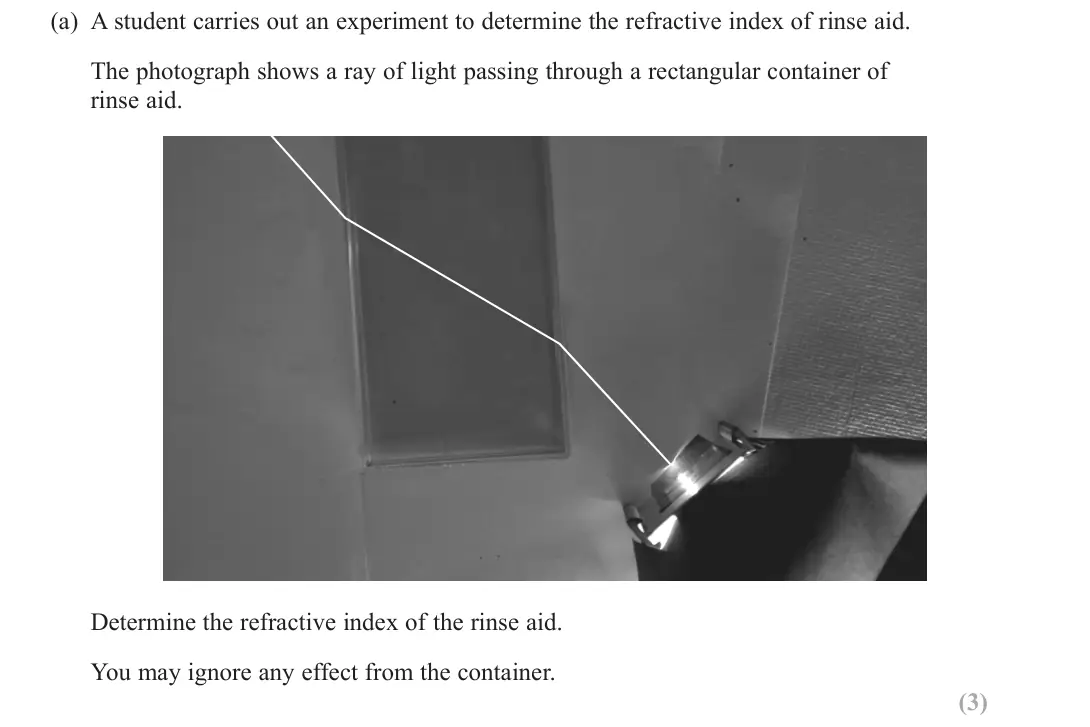 (a) A student carries out an experiment to determine the refractive index of rinse aid.
The photograph shows a ray of light passing through a rectangular container of
rinse aid.
Determine the refractive index of the rinse aid.
You may ignore any effect from the container.
(3)